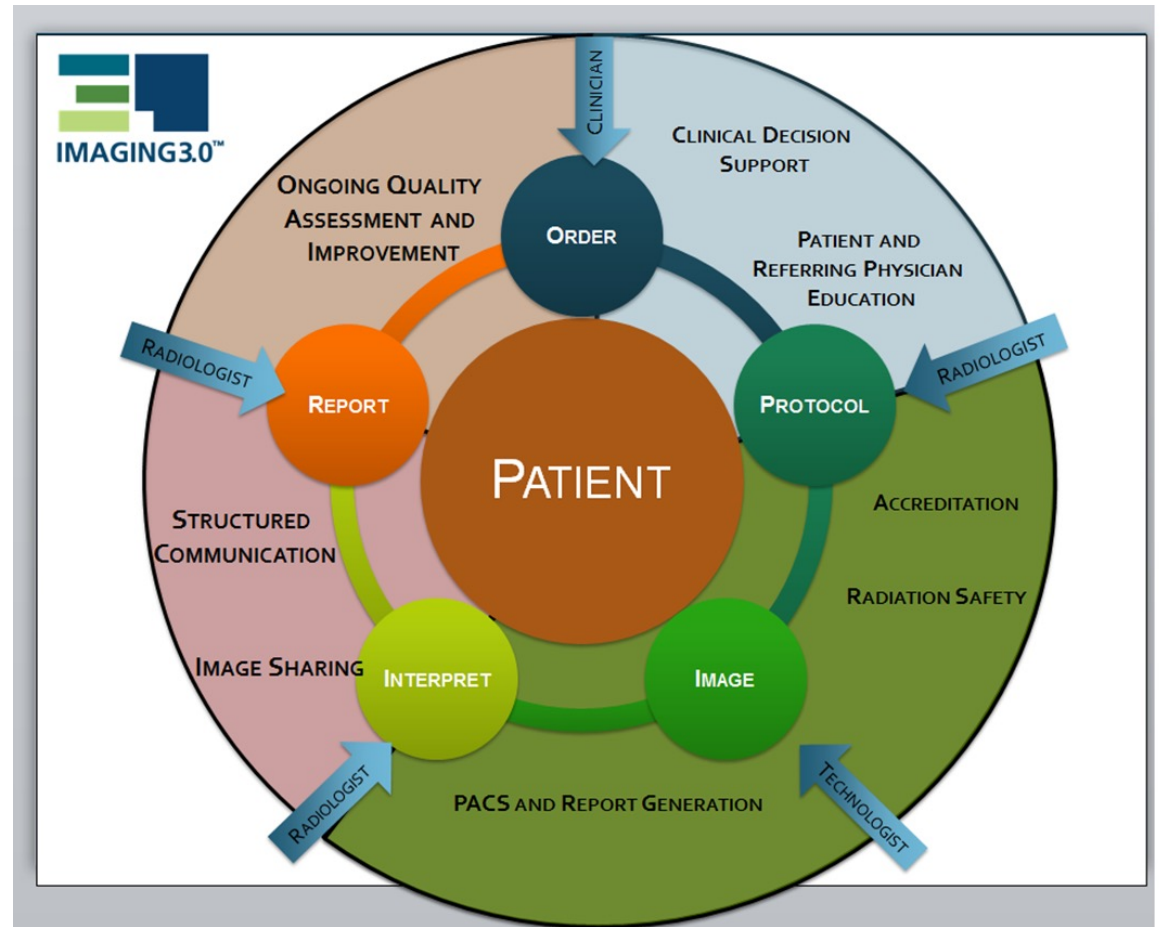 IMAGING3.0™
CLINICIAN
CLINICAL DECISION
SUPPORT
ONGOING QUALITY
ASSESSMENT AND
IMPROVEMENT
ORDER
PATIENT AND
REFERRING PHYSICIAN
EDUCATION
RADIOLOGIST
RADIOLOGIST
REPORT
PROTOCOL
PATIENT
ACCREDITATION
STRUCTURED
COMMUNICATION
RADIATION SAFETY
IMAGE SHARING
INTERPRET
IMAGE
RADIOLOGIST
TECHNOLOGIST
PACS AND REPORT GENERATION